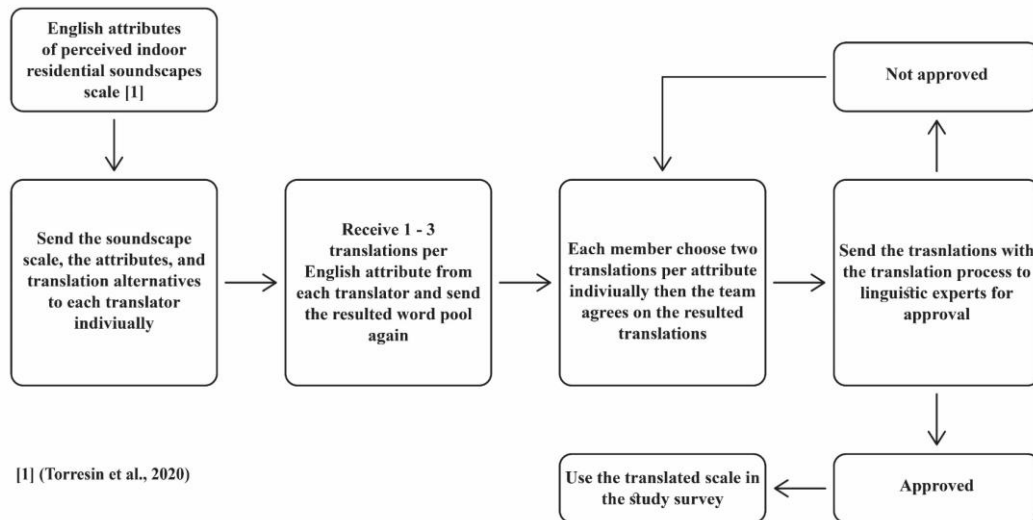 English attributes
of perceived indoor
residential soundscapes
scale [1]
Not approved
Send the soundscape
scale, the attributes, and
translation alternatives
to each translator
indiviually
Receive 1 - 3
translations per
English attribute from
each translator and send
the resulted word pool
again
Each member choose two
translations per attribute
indiviually then the team
agrees on the resulted
translations
Send the trasnlations with
the translation process to
linguistic experts for
approval
[1] (Torresin et al., 2020)
Use the translated scale in
the study survey
Approved